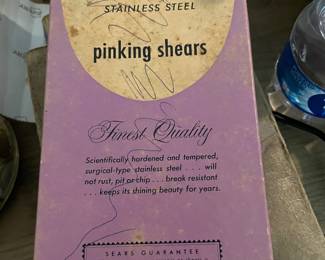 STAINLESS STEEL
pinking shears
Finest Quality
Scientifically hardened and tempered,
surgical-type stainless steel . . . will
not rust, pit or chip . . . break resistant
. . . keeps its shining beauty for years.
SEARS GUARANTEE